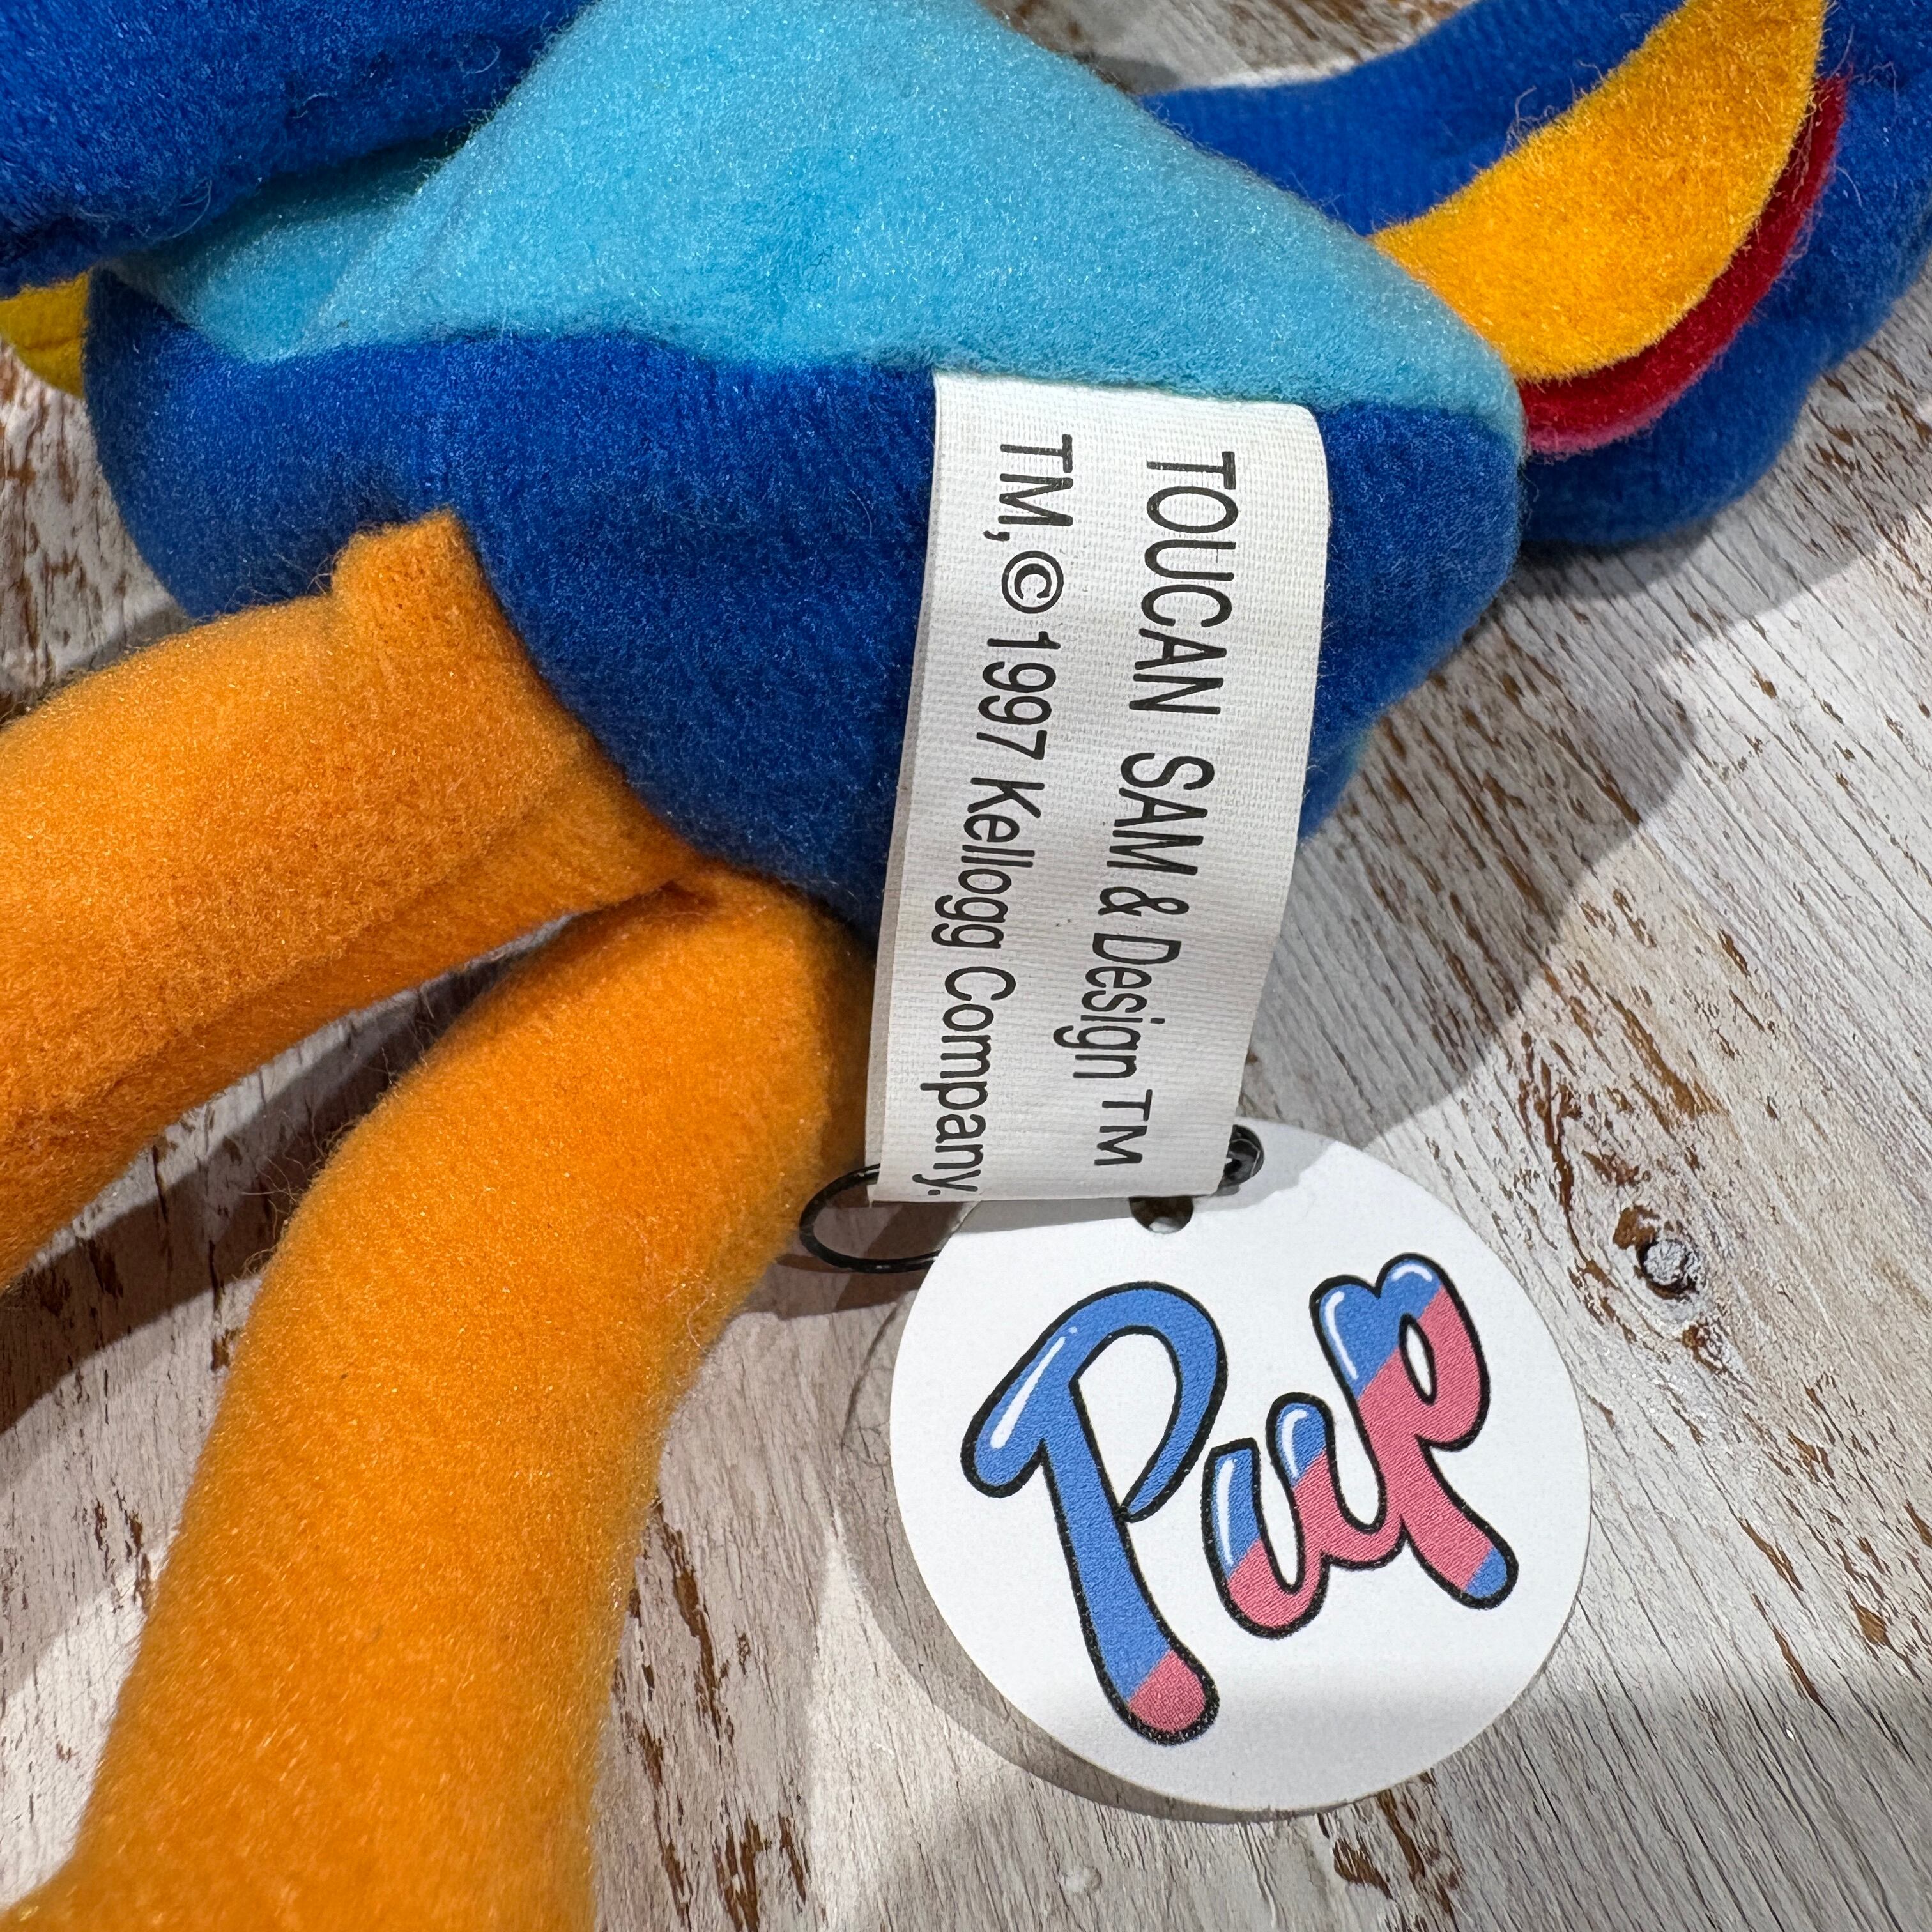 TOUCAN SAM & Design TM
TM, © 1997 Kellogg Company.
Pup